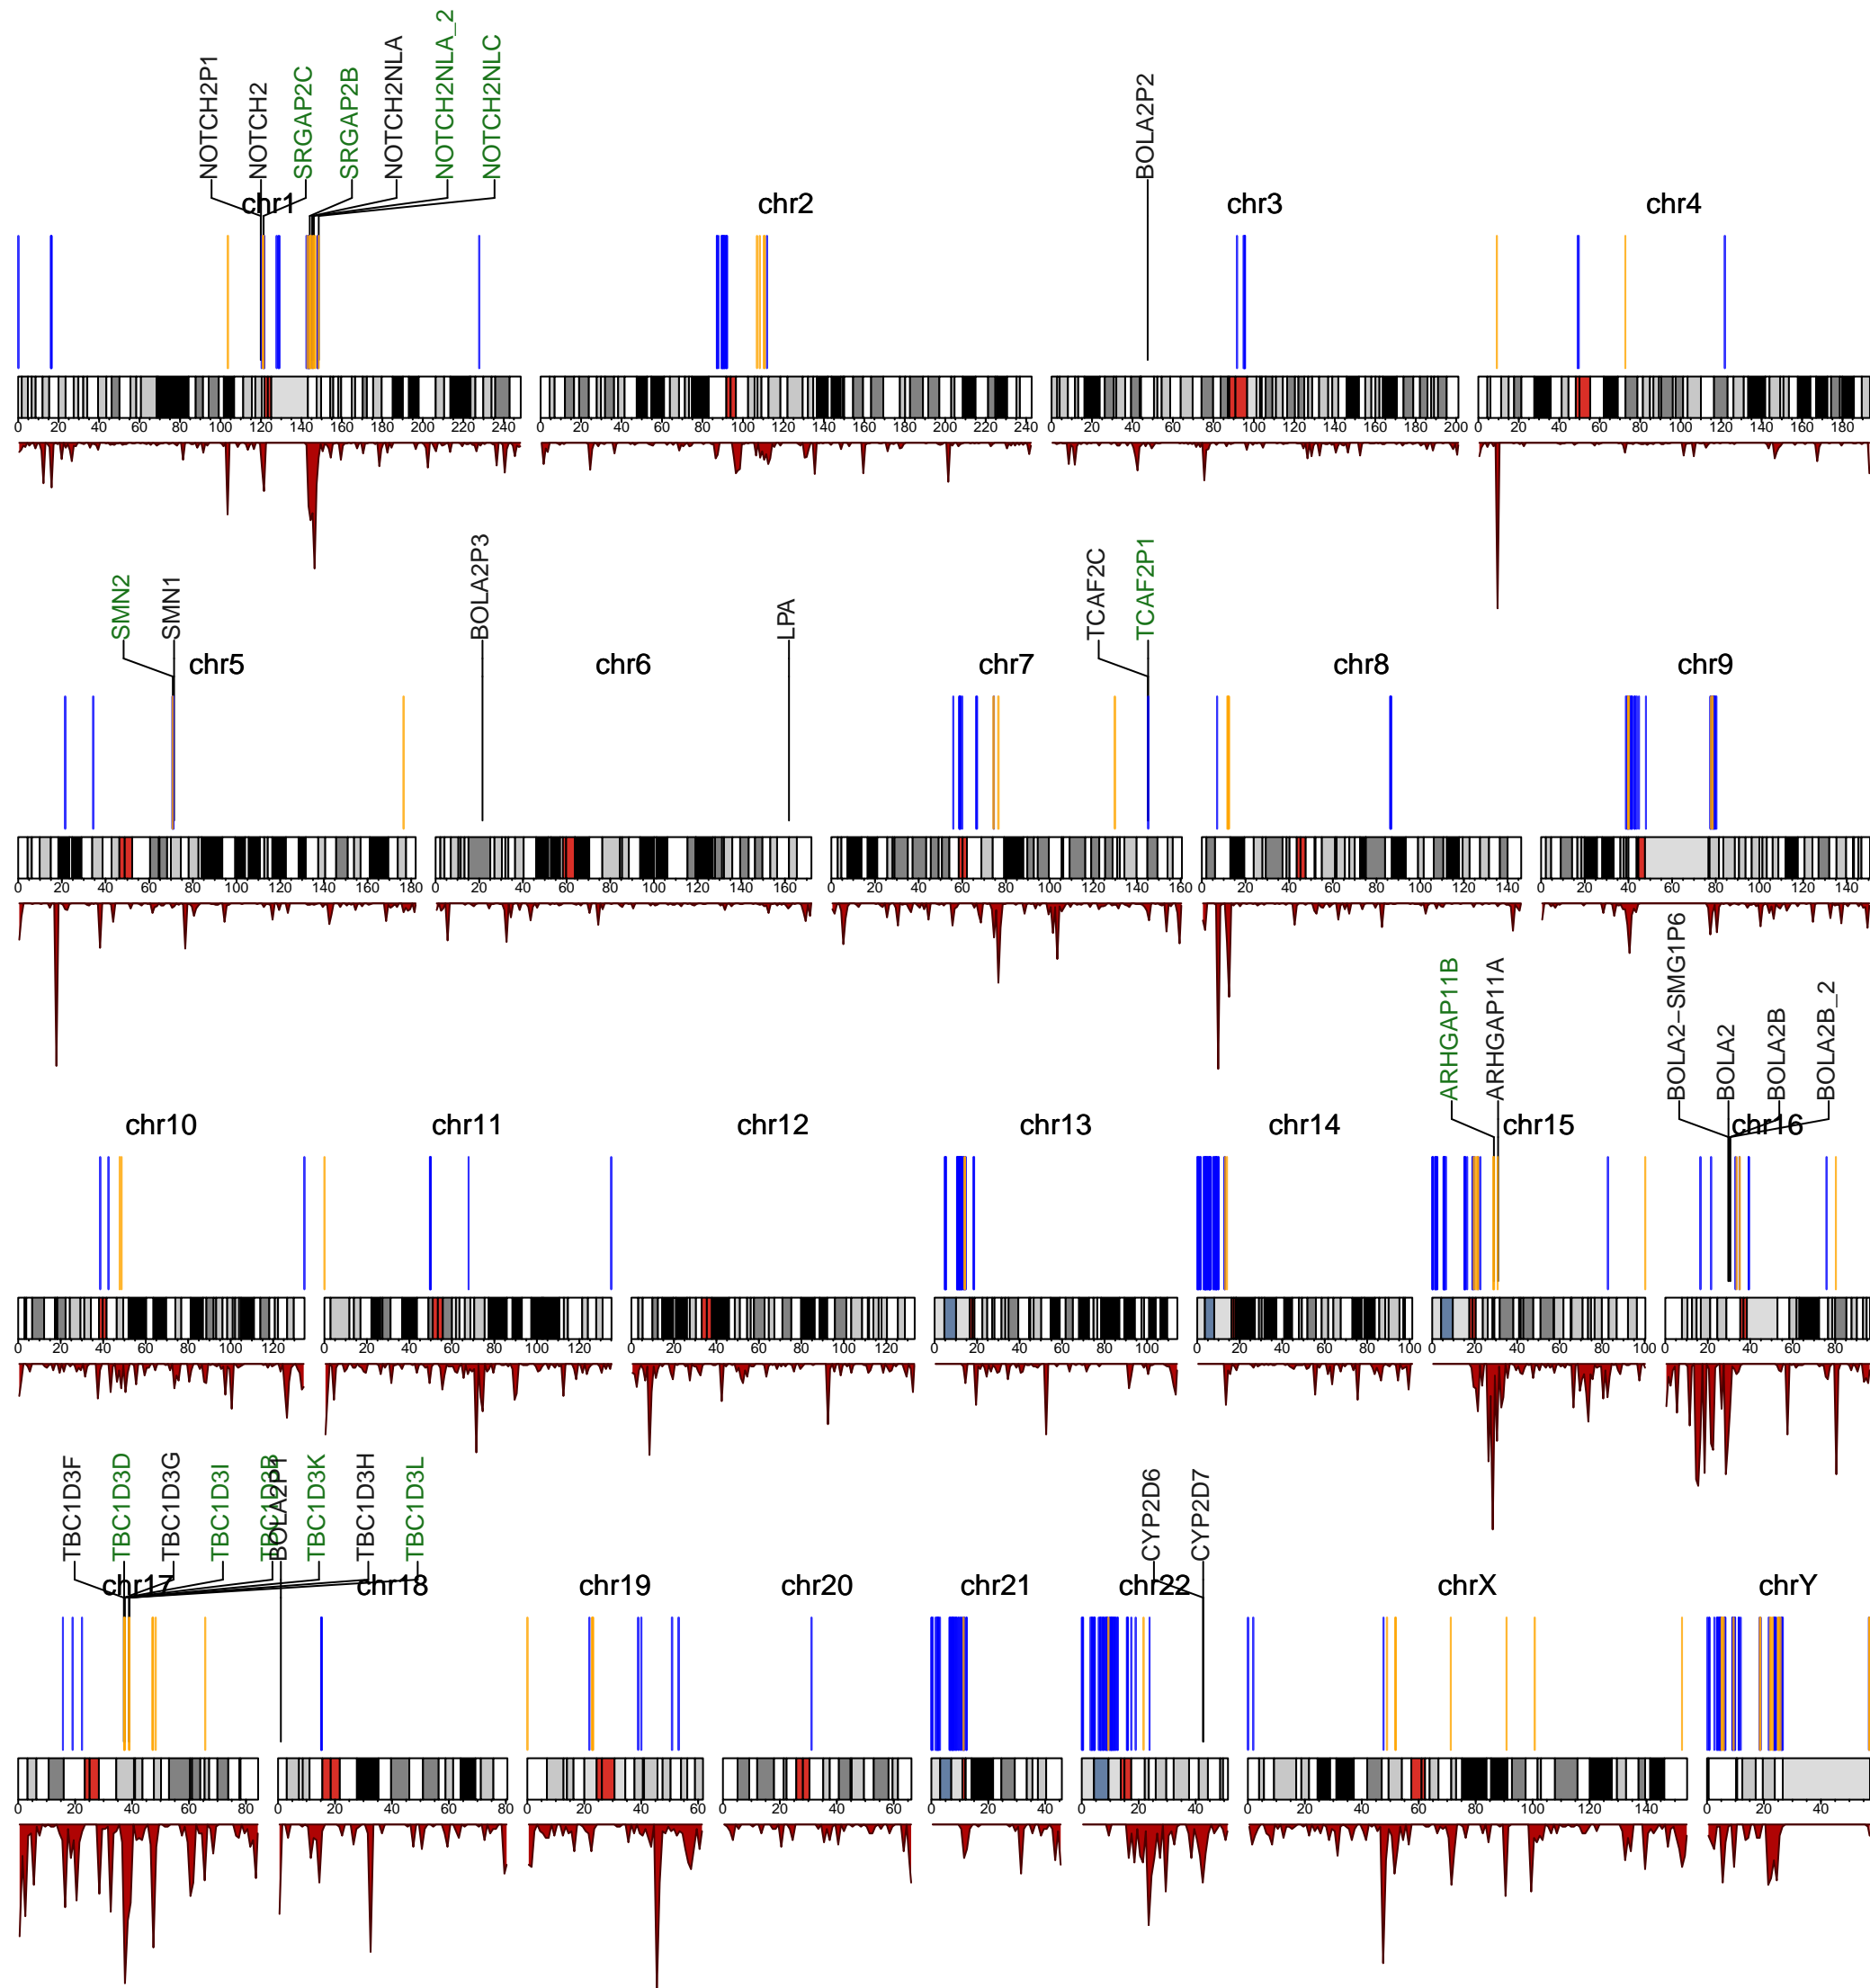 NOTCH2P1 NOTCH2 SRGAP2C SRGAP2B NOTCH2NLA NOTCH2NLA_2 NOTCH2NLC BOLA2P2
chr1 chr2 chr3 chr4
0 20 40 60 80 100 120 140 160 180 200 220 240 0 20 40 60 80 100 120 140 160 180 200 220 240 0 20 40 60 80 100 120 140 160 180 200 0 20 40 60 80 100 120 140 160 180
SMN2 SMN1 BOLA2P3 LPA TCAF2C TCAF2P1
chr5 chr6 chr7 chr8 chr9
0 20 40 60 80 100 120 140 160 180 0 20 40 60 80 100 120 140 160 0 20 40 60 80 100 120 140 160 0 20 40 60 80 100 120 140 0 20 40 60 80 100 120 140
ARHGAP11B ARHGAP11A BOLA2−SMG1P6 BOLA2 BOLA2B BOLA2B_2
chr10 chr11 chr12 chr13 chr14 chr15 chr16
0 20 40 60 80 100 120 0 20 40 60 80 100 120 0 20 40 60 80 100 120 0 20 40 60 80 100 0 20 40 60 80 100 0 20 40 60 80 100 0 20 40 60 80
TBC1D3F TBC1D3D TBC1D3G TBC1D3I TBC1D3B BOLA2P1 TBC1D3K TBC1D3H TBC1D3L CYP2D6 CYP2D7
chr17 chr18 chr19 chr20 chr21 chr22 chrX chrY
0 20 40 60 80 0 20 40 60 80 0 20 40 60 0 20 40 60 0 20 40 0 20 40 0 20 40 60 80 100 120 140 0 20 40